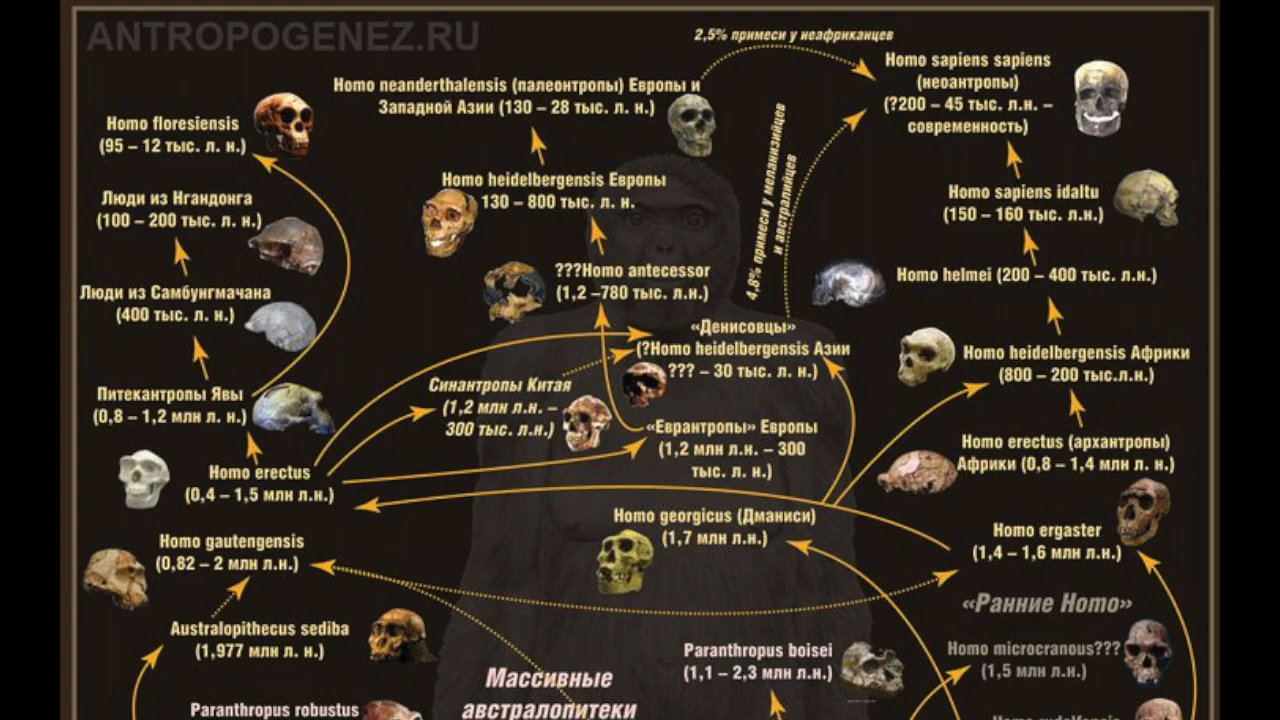 ANTROPOGENEZ.RU
2,5% примеси у неафриканцев
Homo sapiens sapiens
(неоантропы)
(?200 – 45 тыс. л.н. –
современность)
Homo neanderthalensis (палеонтропы) Европы и
Западной Азии (130 – 28 тыс. л.н.)
Homo floresiensis
(95 – 12 тыс. л. н.)
4,8% примеси у меланизийцев
и австралийцев
Homo heidelbergensis Европы
130 – 800 тыс. л. н.
Homo sapiens idaltu
(150 – 160 тыс. л.н.)
Люди из Нгандонга
(100 – 200 тыс. л. н.)
???Homo antecessor
(1,2 –780 тыс. л.н.)
Homo helmei (200 – 400 тыс. л.н.)
Люди из Самбунгмачана
(400 тыс. л. н.)
«Денисовцы»
(?Homo heidelbergensis Азии
??? – 30 тыс. л. н.)
Homo heidelbergensis Африки
(800 – 200 тыс.л.н.)
Питекантропы Явы
(0,8 – 1,2 млн л. н.)
Синантропы Китая
(1,2 млн л.н. –
300 тыс. л.н.)
«Еврантропы» Европы
(1,2 млн л.н. – 300
тыс. л. н.)
Homo erectus (архантропы)
Африки (0,8 – 1,4 млн л. н.)
Homo erectus
(0,4 – 1,5 млн л.н.)
Homo georgicus (Дманиси)
(1,7 млн л.н.)
Homo ergaster
(1,4 – 1,6 млн л.н.)
Homo gautengensis
(0,82 – 2 млн л.н.)
«Ранние Homo»
Australopithecus sediba
(1,977 млн л. н.)
Paranthropus boisei
(1,1 – 2,3 млн л.н.)
Homo microcranous???
(1,5 млн л.н.)
Массивные
австралопитеки
Paranthropus robustus